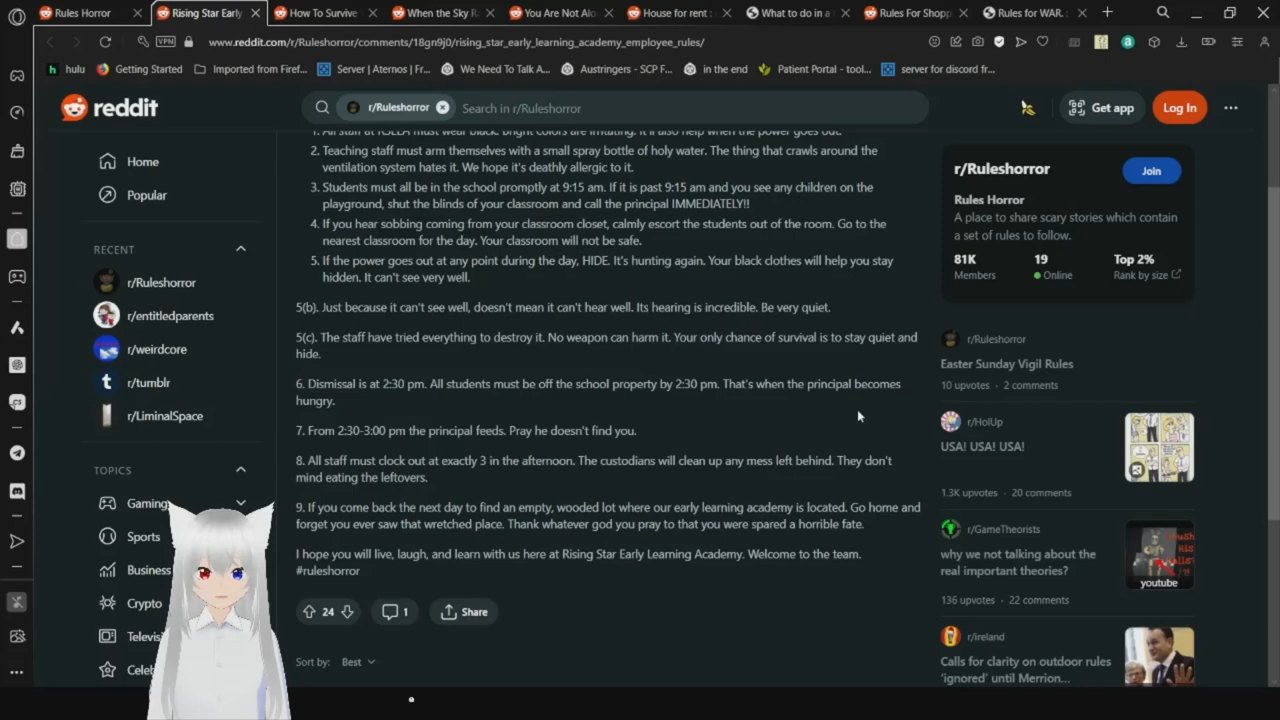 Rules Horror
Rising Star Early
How To Survive
When the Sky R
You Are Not Alo
House for rent :
What to do in a
Rules For Shopp
Rules for WAR.
VPN
www.reddit.com/r/Ruleshorror/comments/18gn9j0/rising_star_early_learning_academy_employee_rules/
hulu
Getting Started
Imported from Firef...
Server | Aternos | Fr...
We Need To Talk A...
Austringers - SCP F...
in the end
Patient Portal - tool...
server for discord fr...
reddit
r/Ruleshorror
Search in r/Ruleshorror
Get app
Log In
Home
Popular
RECENT
r/Ruleshorror
r/entitledparents
r/weirdcore
r/tumblr
r/LiminalSpace
TOPICS
Gaming
Sports
Business
Crypto
Televisi
Celeb
1. All staff at RSELA must wear black. Bright colors are irritating. It'll also help when the power goes out.
2. Teaching staff must arm themselves with a small spray bottle of holy water. The thing that crawls around the
ventilation system hates it. We hope it's deathly allergic to it.
3. Students must all be in the school promptly at 9:15 am. If it is past 9:15 am and you see any children on the
playground, shut the blinds of your classroom and call the principal IMMEDIATELY!!
4. If you hear sobbing coming from your classroom closet, calmly escort the students out of the room. Go to the
nearest classroom for the day. Your classroom will not be safe.
5. If the power goes out at any point during the day, HIDE. It's hunting again. Your black clothes will help you stay
hidden. It can't see very well.
5(b). Just because it can't see well, doesn't mean it can't hear well. Its hearing is incredible. Be very quiet.
5(c). The staff have tried everything to destroy it. No weapon can harm it. Your only chance of survival is to stay quiet and
hide.
6. Dismissal is at 2:30 pm. All students must be off the school property by 2:30 pm. That's when the principal becomes
hungry.
7. From 2:30-3:00 pm the principal feeds. Pray he doesn't find you.
8. All staff must clock out at exactly 3 in the afternoon. The custodians will clean up any mess left behind. They don't
mind eating the leftovers.
9. If you come back the next day to find an empty, wooded lot where our early learning academy is located. Go home and
forget you ever saw that wretched place. Thank whatever god you pray to that you were spared a horrible fate.
I hope you will live, laugh, and learn with us here at Rising Star Early Learning Academy. Welcome to the team.
#ruleshorror
24
1
Share
Sort by: Best
r/Ruleshorror
Join
Rules Horror
A place to share scary stories which contain
a set of rules to follow.
81K 19 Top 2%
Members Online Rank by size
r/Ruleshorror
Easter Sunday Vigil Rules
10 upvotes · 2 comments
r/HolUp
USA! USA! USA!
1.3K upvotes · 20 comments
r/GameTheorists
why we not talking about the
real important theories?
youtube
136 upvotes · 22 comments
r/ireland
Calls for clarity on outdoor rules
'ignored' until Merrion...